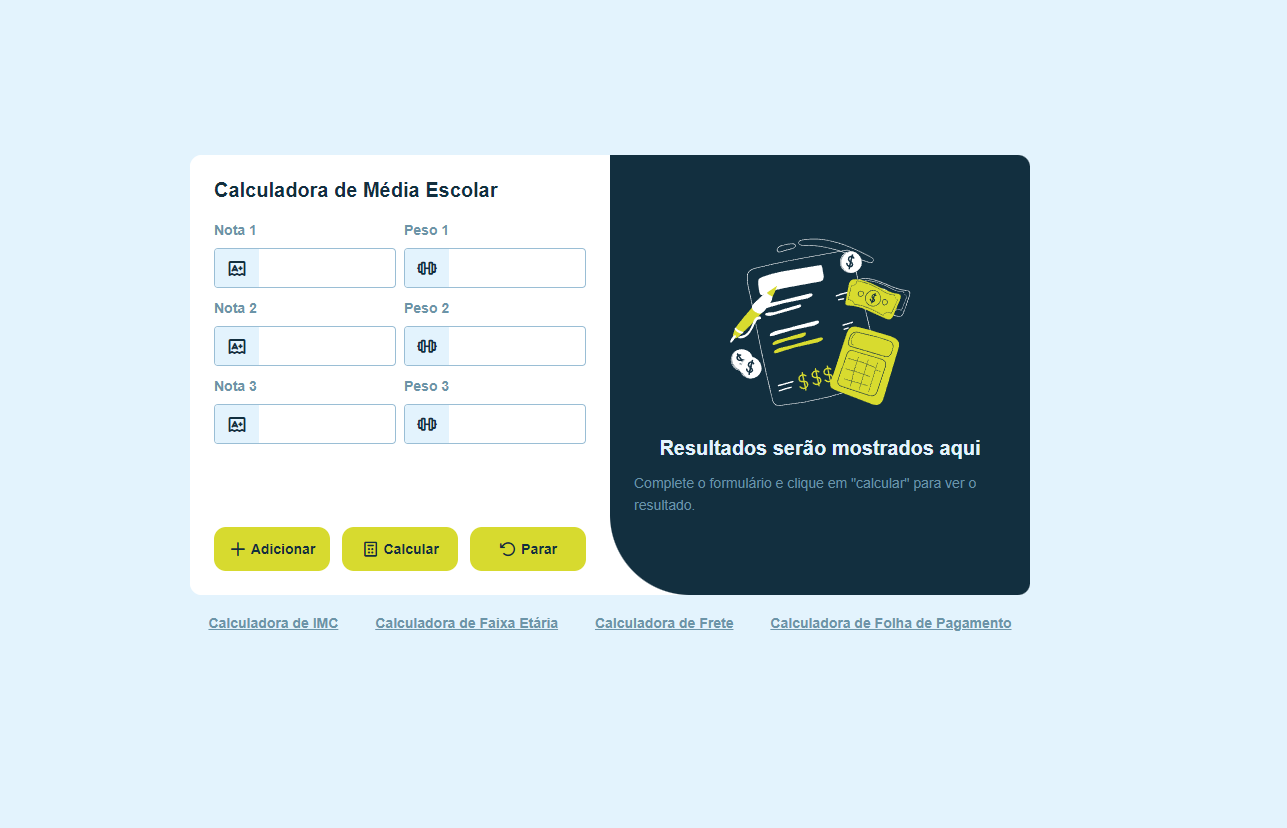 Calculadora de Média Escolar
Nota 1 Peso 1
Nota 2 Peso 2
Nota 3 Peso 3
Adicionar Calcular Parar
$
$
$ $
$$$
Resultados serão mostrados aqui
Complete o formulário e clique em "calcular" para ver o
resultado.
Calculadora de IMC Calculadora de Faixa Etária Calculadora de Frete Calculadora de Folha de Pagamento